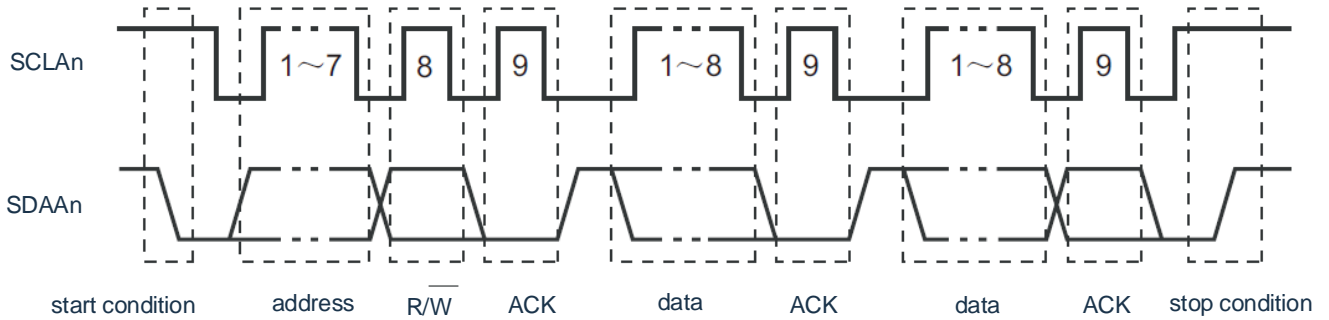 SCLAn
1～7 8 9 1～8 9 1～8 9
SDAAn
start condition address R/W̅ ACK data ACK data ACK stop condition